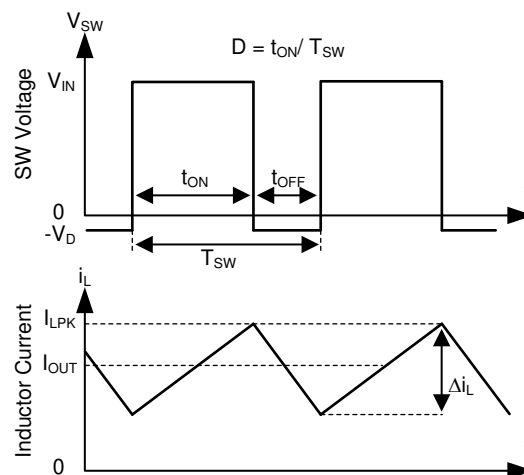 V_SW
D = t_ON/ T_SW
V_IN
SW Voltage
t_ON
t_OFF
0
-V_D
T_SW
i_L
I_LPK
Inductor Current
I_OUT
Δi_L
0